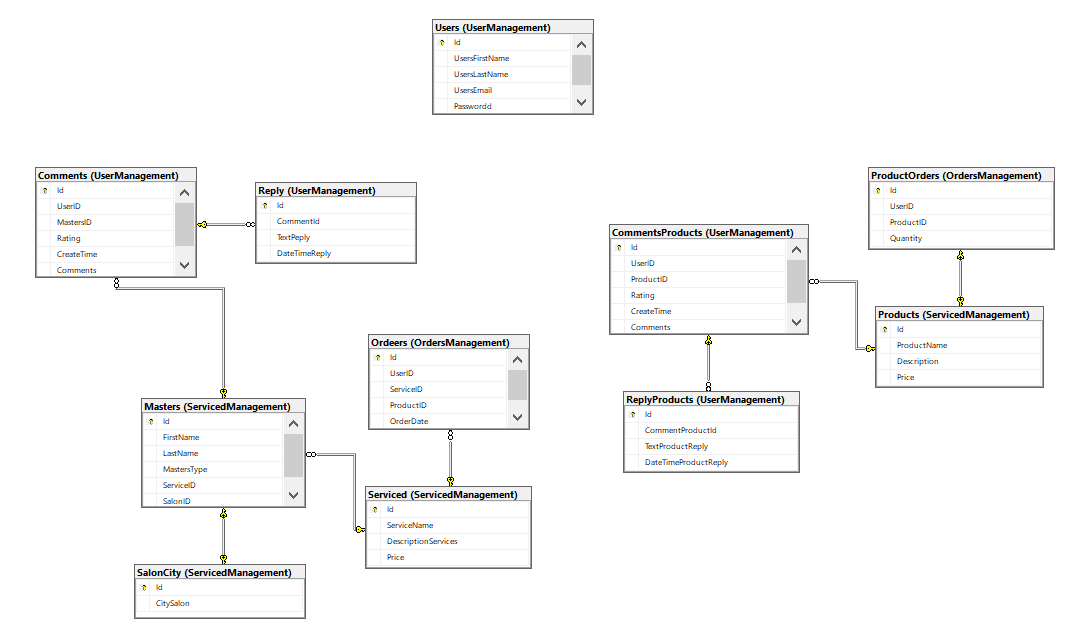 Users (UserManagement)
Id
UsersFirstName
UsersLastName
UsersEmail
Passwordd
Comments (UserManagement)
Id
UserID
MastersID
Rating
CreateTime
Comments
Reply (UserManagement)
Id
CommentId
TextPeply
DateTimeReply
CommentsProducts (UserManagement)
Id
UserID
ProductID
Rating
CreateTime
Comments
ProductOrders (OrdersManagement)
Id
UserID
ProductID
Quantity
Products (ServicedManagement)
Id
ProductName
Description
Price
Ordeers (OrdersManagement)
Id
UserID
ServiceID
ProductID
OrderDate
ReplyProducts (UserManagement)
Id
CommentProductId
TextProductReply
DateTimeProductReply
Masters (ServicedManagement)
Id
FirstName
LastName
MastersType
ServiceID
SalonID
Serviced (ServicedManagement)
Id
ServiceName
DescriptionServices
Price
SalonCity (ServicedManagement)
Id
CitySalon